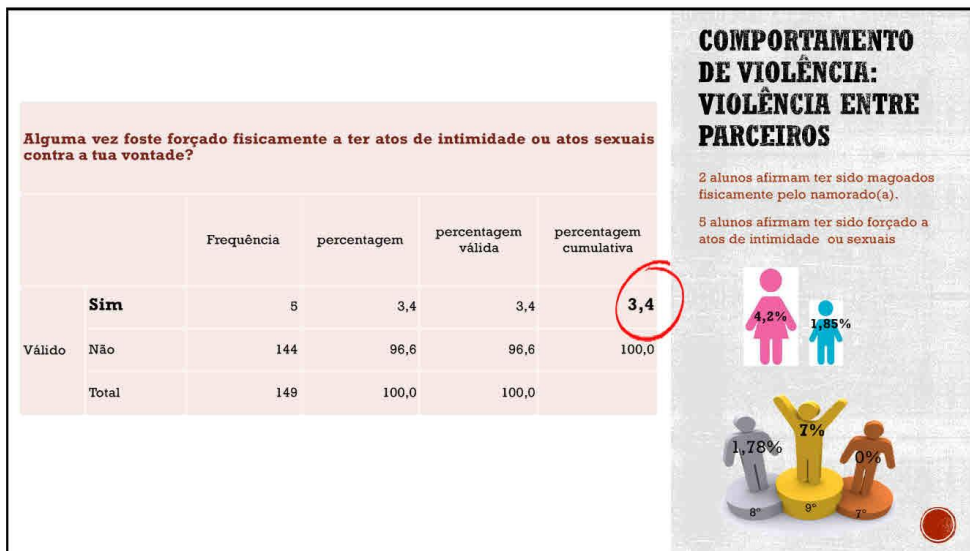 Alguma vez foste forçado fisicamente a ter atos de intimidade ou atos sexuais
contra a tua vontade?
Frequência percentagem percentagem válida percentagem cumulativa
Válido Sim 5 3,4 3,4 3,4
Não 144 96,6 96,6 100,0
Total 149 100,0 100,0
COMPORTAMENTO
DE VIOLÊNCIA:
VIOLÊNCIA ENTRE
PARCEIROS
2 alunos afirmam ter sido magoados
fisicamente pelo namorado(a).
5 alunos afirmam ter sido forçado a
atos de intimidade ou sexuais
4,2% 1,85%
1,78% 7% 0%
8º 9º 7º